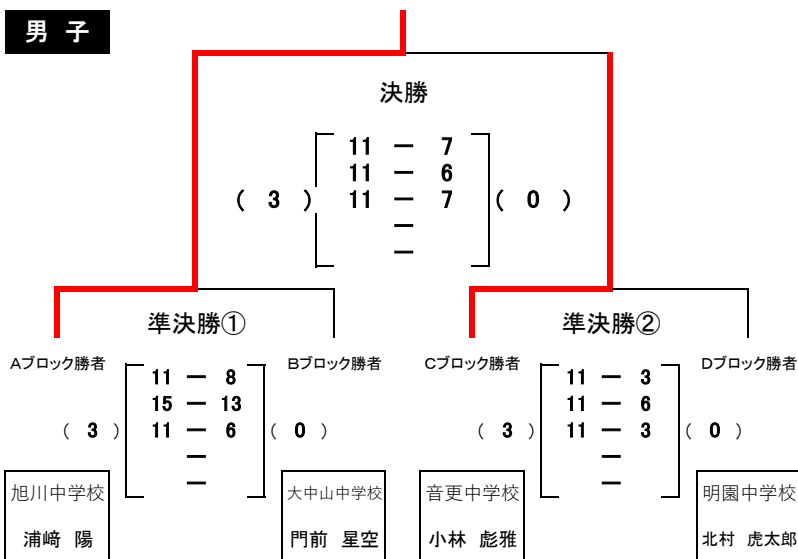 男 子
決勝
11 ー 7
11 ー 6
( 3 ) 11 ー 7 ( 0 )
ー
ー
準決勝① 準決勝②
Aブロック勝者 Bブロック勝者 Cブロック勝者 Dブロック勝者
11 ー 8 11 ー 3
15 ー 13 11 ー 6
( 3 ) 11 ー 6 ( 0 ) ( 3 ) 11 ー 3 ( 0 )
ー ー
ー ー
旭川中学校 大中山中学校 音更中学校 明園中学校
浦﨑 陽 門前 星空 小林 彪雅 北村 虎太郎